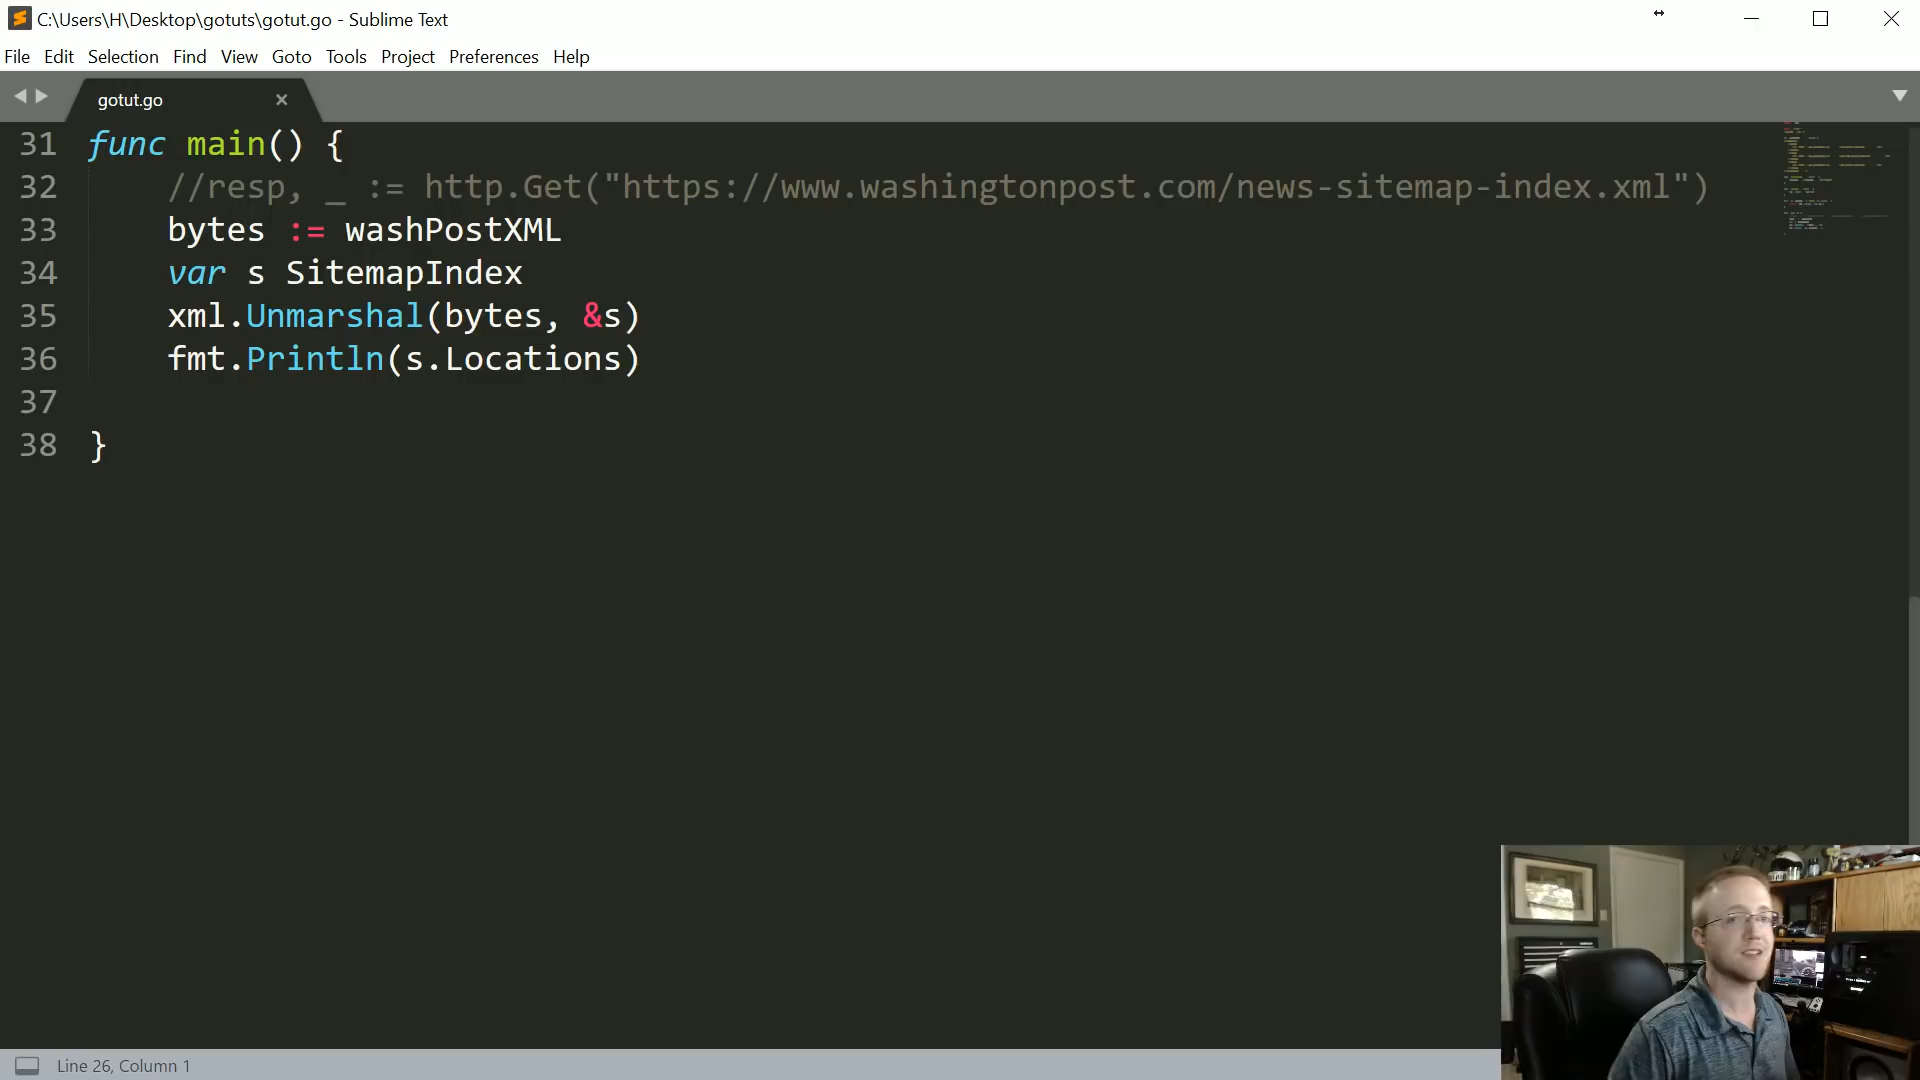 C:\Users\H\Desktop\gotuts\gotut.go - Sublime Text
File Edit Selection Find View Goto Tools Project Preferences Help
gotut.go
31 func main() {
32 //resp, _ := http.Get("https://www.washingtonpost.com/news-sitemap-index.xml")
33 bytes := washPostXML
34 var s SitemapIndex
35 xml.Unmarshal(bytes, &s)
36 fmt.Println(s.Locations)
37
38 }
Line 26, Column 1